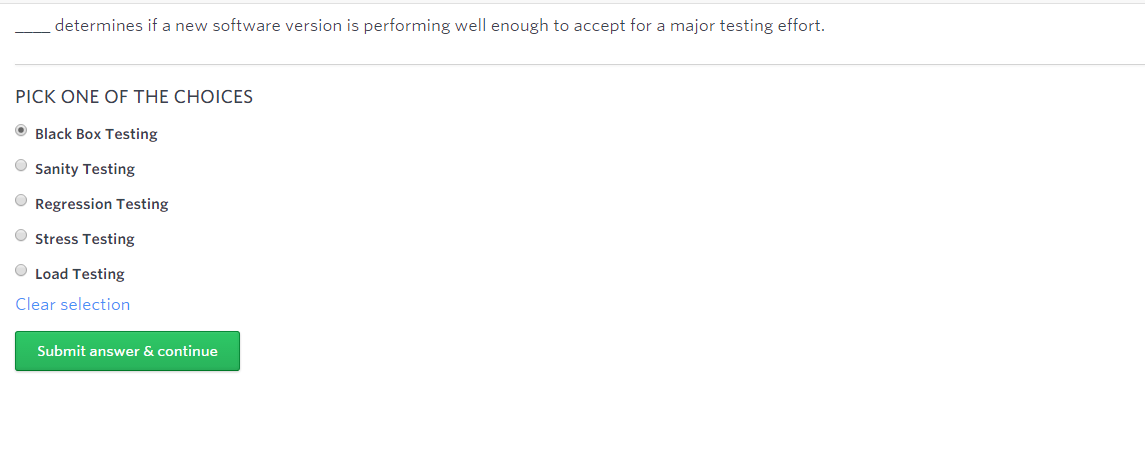 ____ determines if a new software version is performing well enough to accept for a major testing effort.
PICK ONE OF THE CHOICES
Black Box Testing
Sanity Testing
Regression Testing
Stress Testing
Load Testing
Clear selection
Submit answer & continue